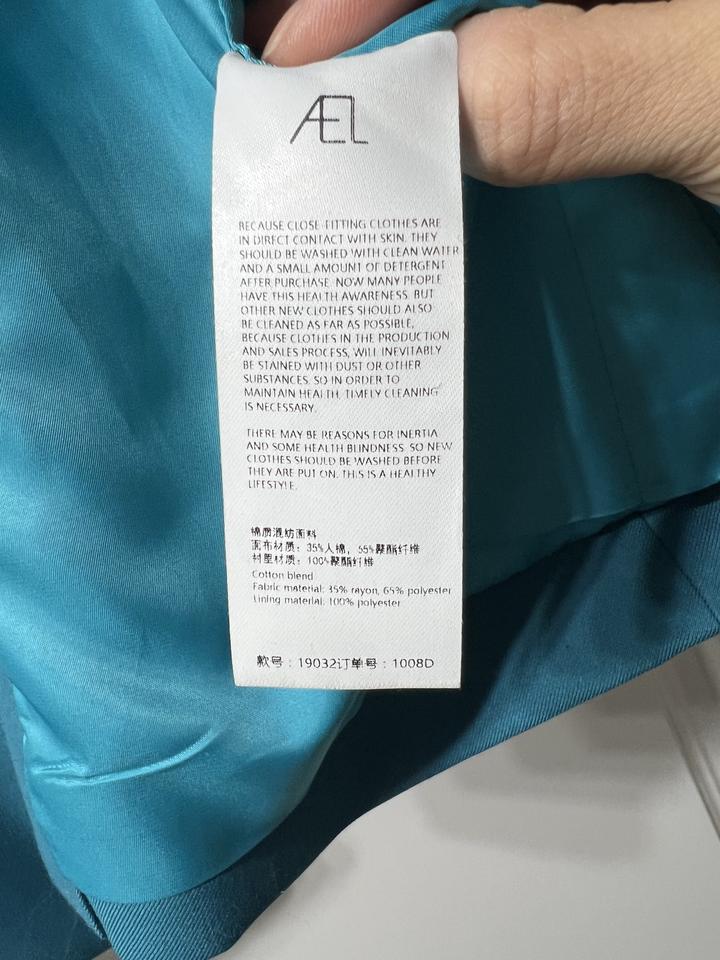 ÆL
BECAUSE CLOSE-FITTING CLOTHES ARE
IN DIRECT CONTACT WITH SKIN. THEY
SHOULD BE WASHED WITH CLEAN WATER
AND A SMALL AMOUNT OF DETERGENT
AFTER PURCHASE. NOW MANY PEOPLE
HAVE THIS HEALTH AWARENESS. BUT
OTHER NEW CLOTHES SHOULD ALSO
BE CLEANED AS FAR AS POSSIBLE,
BECAUSE CLOTHES IN THE PRODUCTION
AND SALES PROCESS, WILL INEVITABLY
BE STAINED WITH DUST OR OTHER
SUBSTANCES. SO IN ORDER TO
MAINTAIN HEALTH, TIMELY CLEANING
IS NECESSARY.
THERE MAY BE REASONS FOR INERTIA
AND SOME HEALTH BLINDNESS. SO NEW
CLOTHES SHOULD BE WASHED BEFORE
THEY ARE PUT ON. THIS IS A HEALTHY
LIFESTYLE.
棉质混纺面料
面布材质：35%人棉，55%聚酯纤维
衬里材质：100%聚酯纤维
Cotton blend
Fabric material: 35% rayon, 65% polyester
Lining material: 100% polyester
款号：19032订单号：1008D